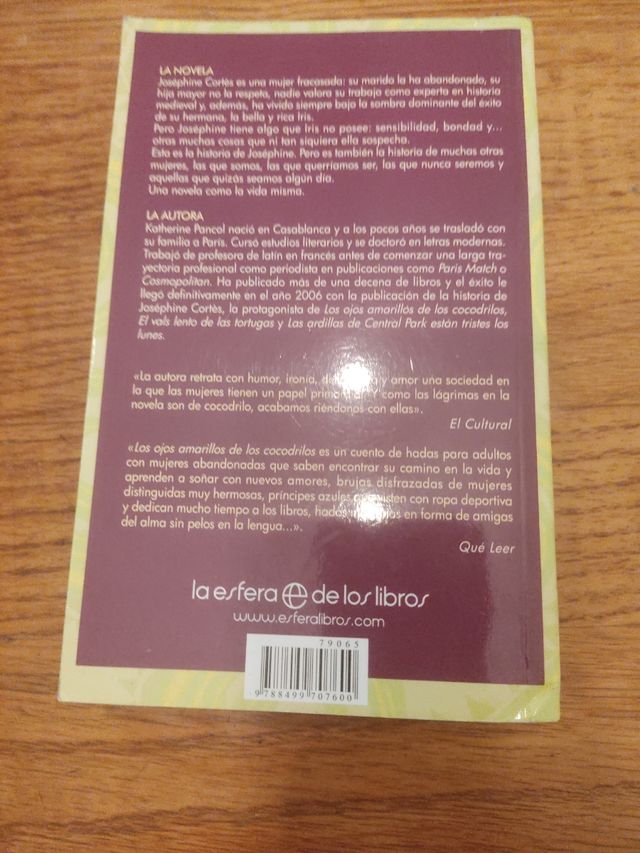 LA NOVELA
Joséphine Cortès es una mujer fracasada: su marido la ha abandonado, su
hija mayor no la respeta, nadie valora su trabajo como experta en historia
medieval y, además, ha vivido siempre bajo la sombra dominante del éxito
de su hermana, la bella y rica Iris.
Pero Joséphine tiene algo que Iris no posee: sensibilidad, bondad y...
otras muchas cosas que ni tan siquiera ella sospecha.
Esta es la historia de Joséphine. Pero es también la historia de muchas otras
mujeres, las que somos, las que querríamos ser, las que nunca seremos y
aquellas que quizás seamos algún día.
Una novela como la vida misma.
LA AUTORA
Katherine Pancol nació en Casablanca y a los pocos años se trasladó con
su familia a París. Cursó estudios literarios y se doctoró en letras modernas.
Trabajó de profesora de latín en francés antes de comenzar una larga tra-
yectoria profesional como periodista en publicaciones como Paris Match o
Cosmopolitan. Ha publicado más de una decena de libros y el éxito le
llegó definitivamente en el año 2006 con la publicación de la historia de
Joséphine Cortès, la protagonista de Los ojos amarillos de los cocodrilos,
El vals lento de las tortugas y Las ardillas de Central Park están tristes los
lunes.
«La autora retrata con humor, ironía, y amor una sociedad en
la que las mujeres tienen un papel Y como las lágrimas en la
novela son de cocodrilo, acabamos riéndonos con ellas».
El Cultural
«Los ojos amarillos de los cocodrilos es un cuento de hadas para adultos
con mujeres abandonadas que saben encontrar su camino en la vida y
aprenden a soñar con nuevos amores, brujas disfrazadas de mujeres
distinguidas muy hermosas, príncipes azules visten con ropa deportiva
y dedican mucho tiempo a los libros, en forma de amigas
del alma sin pelos en la lengua...».
Qué Leer
la esfera de los libros
www.esferalibros.com
79065
9 788499 707600